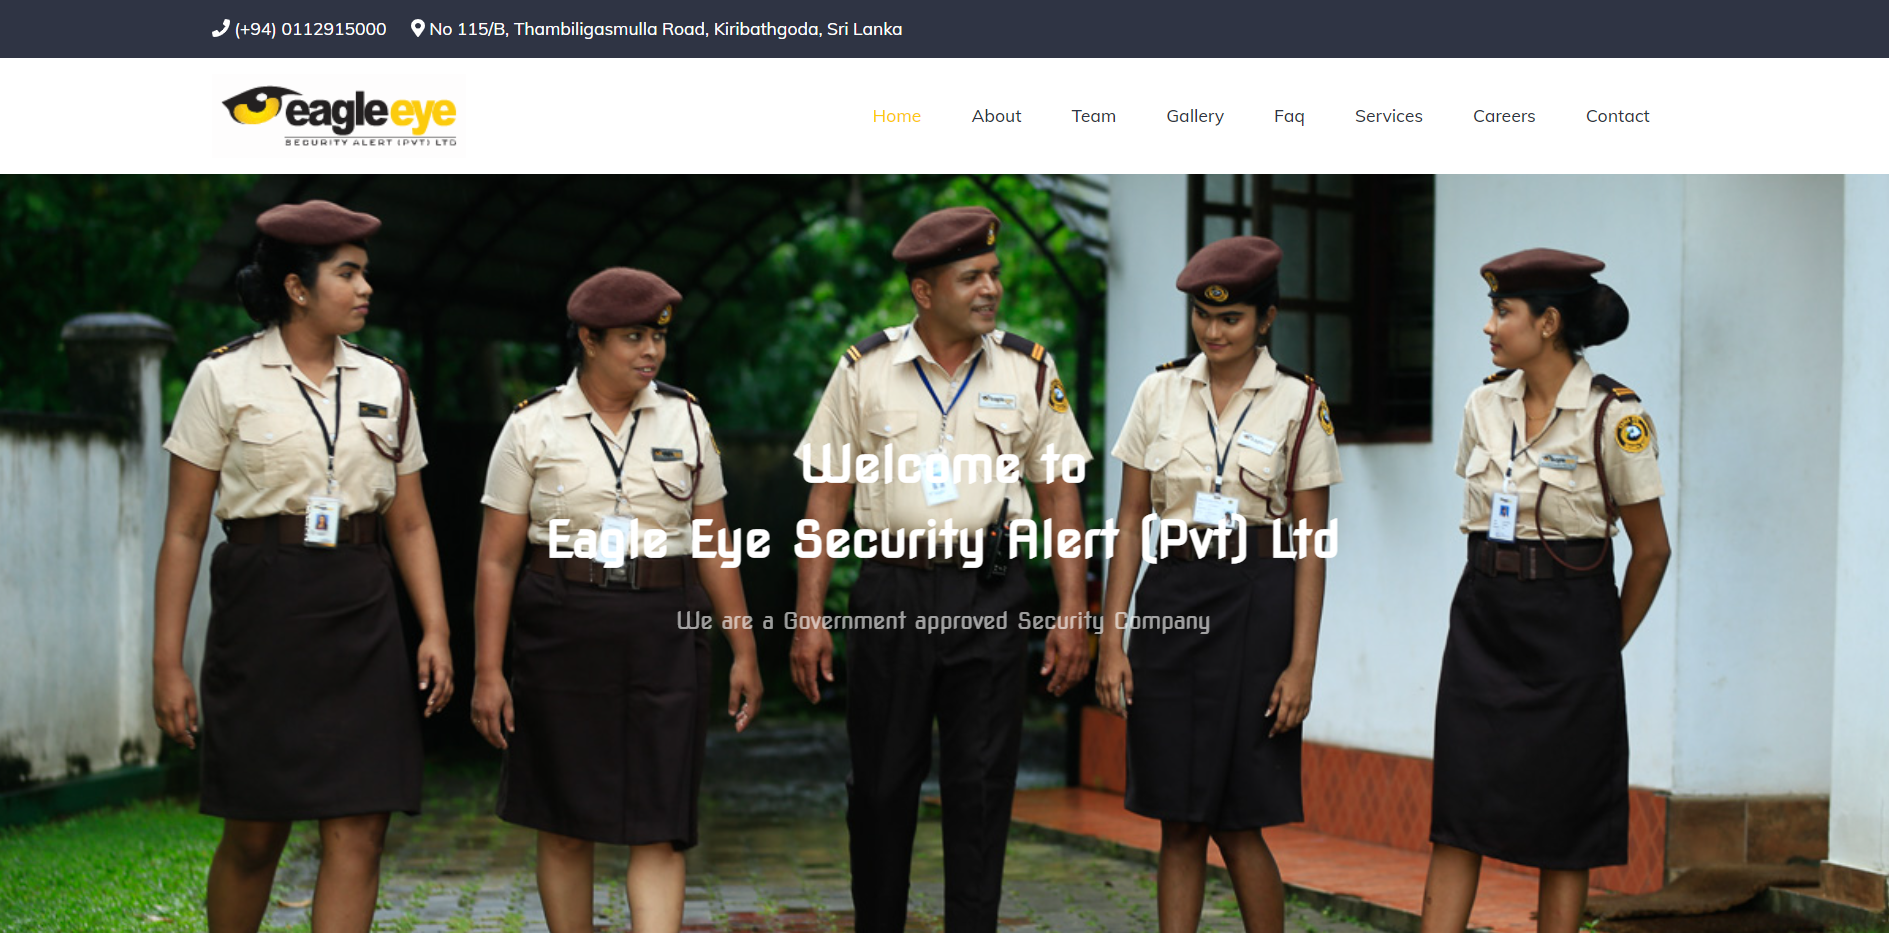 (+94) 0112915000 No 115/B, Thambiligasmulla Road, Kiribathgoda, Sri Lanka
eagleeye
SECURITY ALERT (PVT) LTD
Home About Team Gallery Faq Services Careers Contact
Welcome to
Eagle Eye Security Alert (Pvt) Ltd
We are a Government approved Security Company